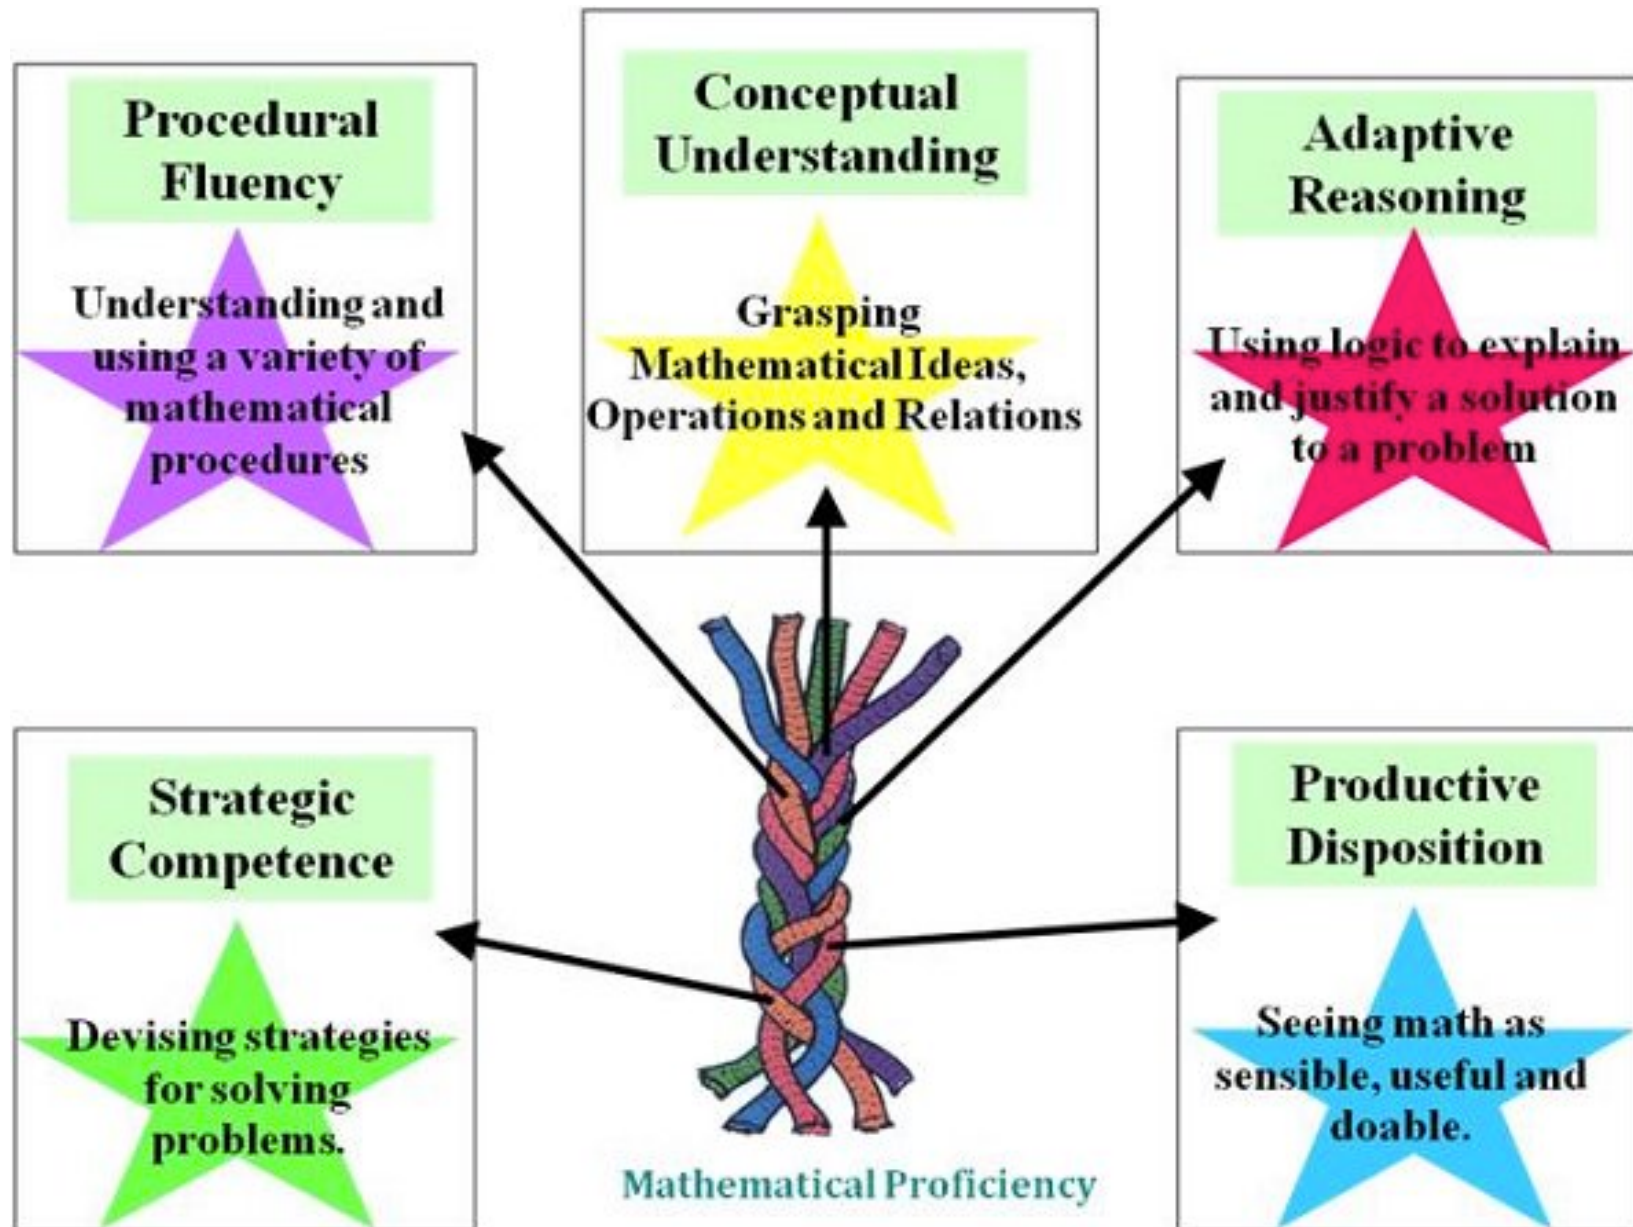 Procedural
Fluency
Understanding and
using a variety of
mathematical
procedures
Conceptual
Understanding
Grasping
Mathematical Ideas,
Operations and Relations
Adaptive
Reasoning
Using logic to explain
and justify a solution
to a problem
Strategic
Competence
Devising strategies
for solving
problems.
Productive
Disposition
Seeing math as
sensible, useful and
doable.
Mathematical Proficiency